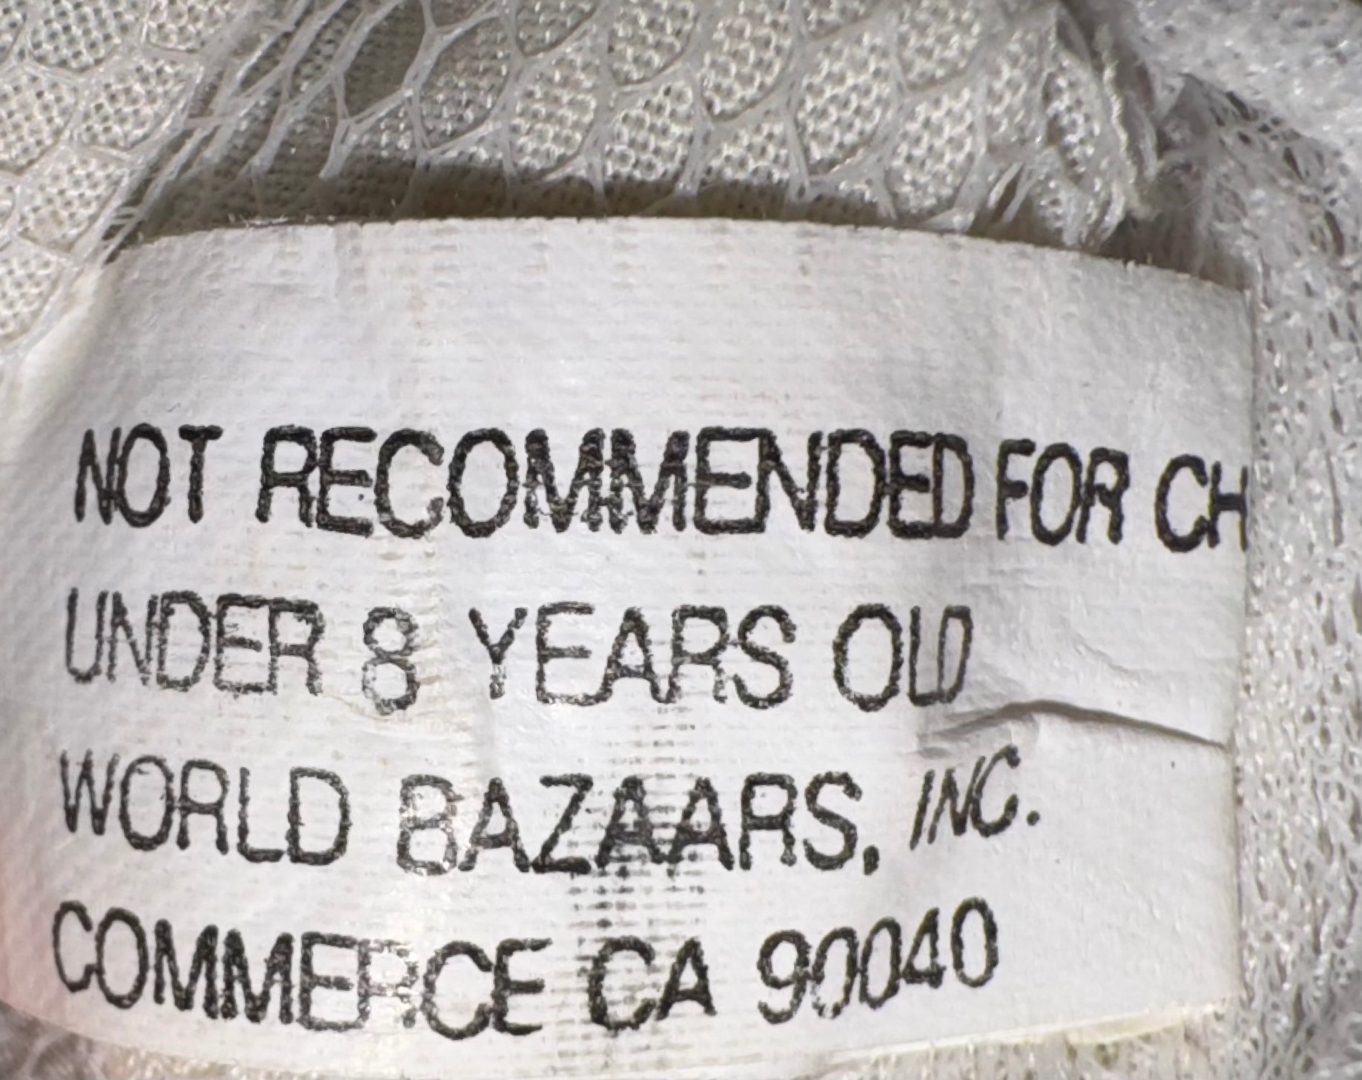 NOT RECOMMENDED FOR CH
UNDER 8 YEARS OLD
WORLD BAZAARS, INC.
COMMERCE CA 90040